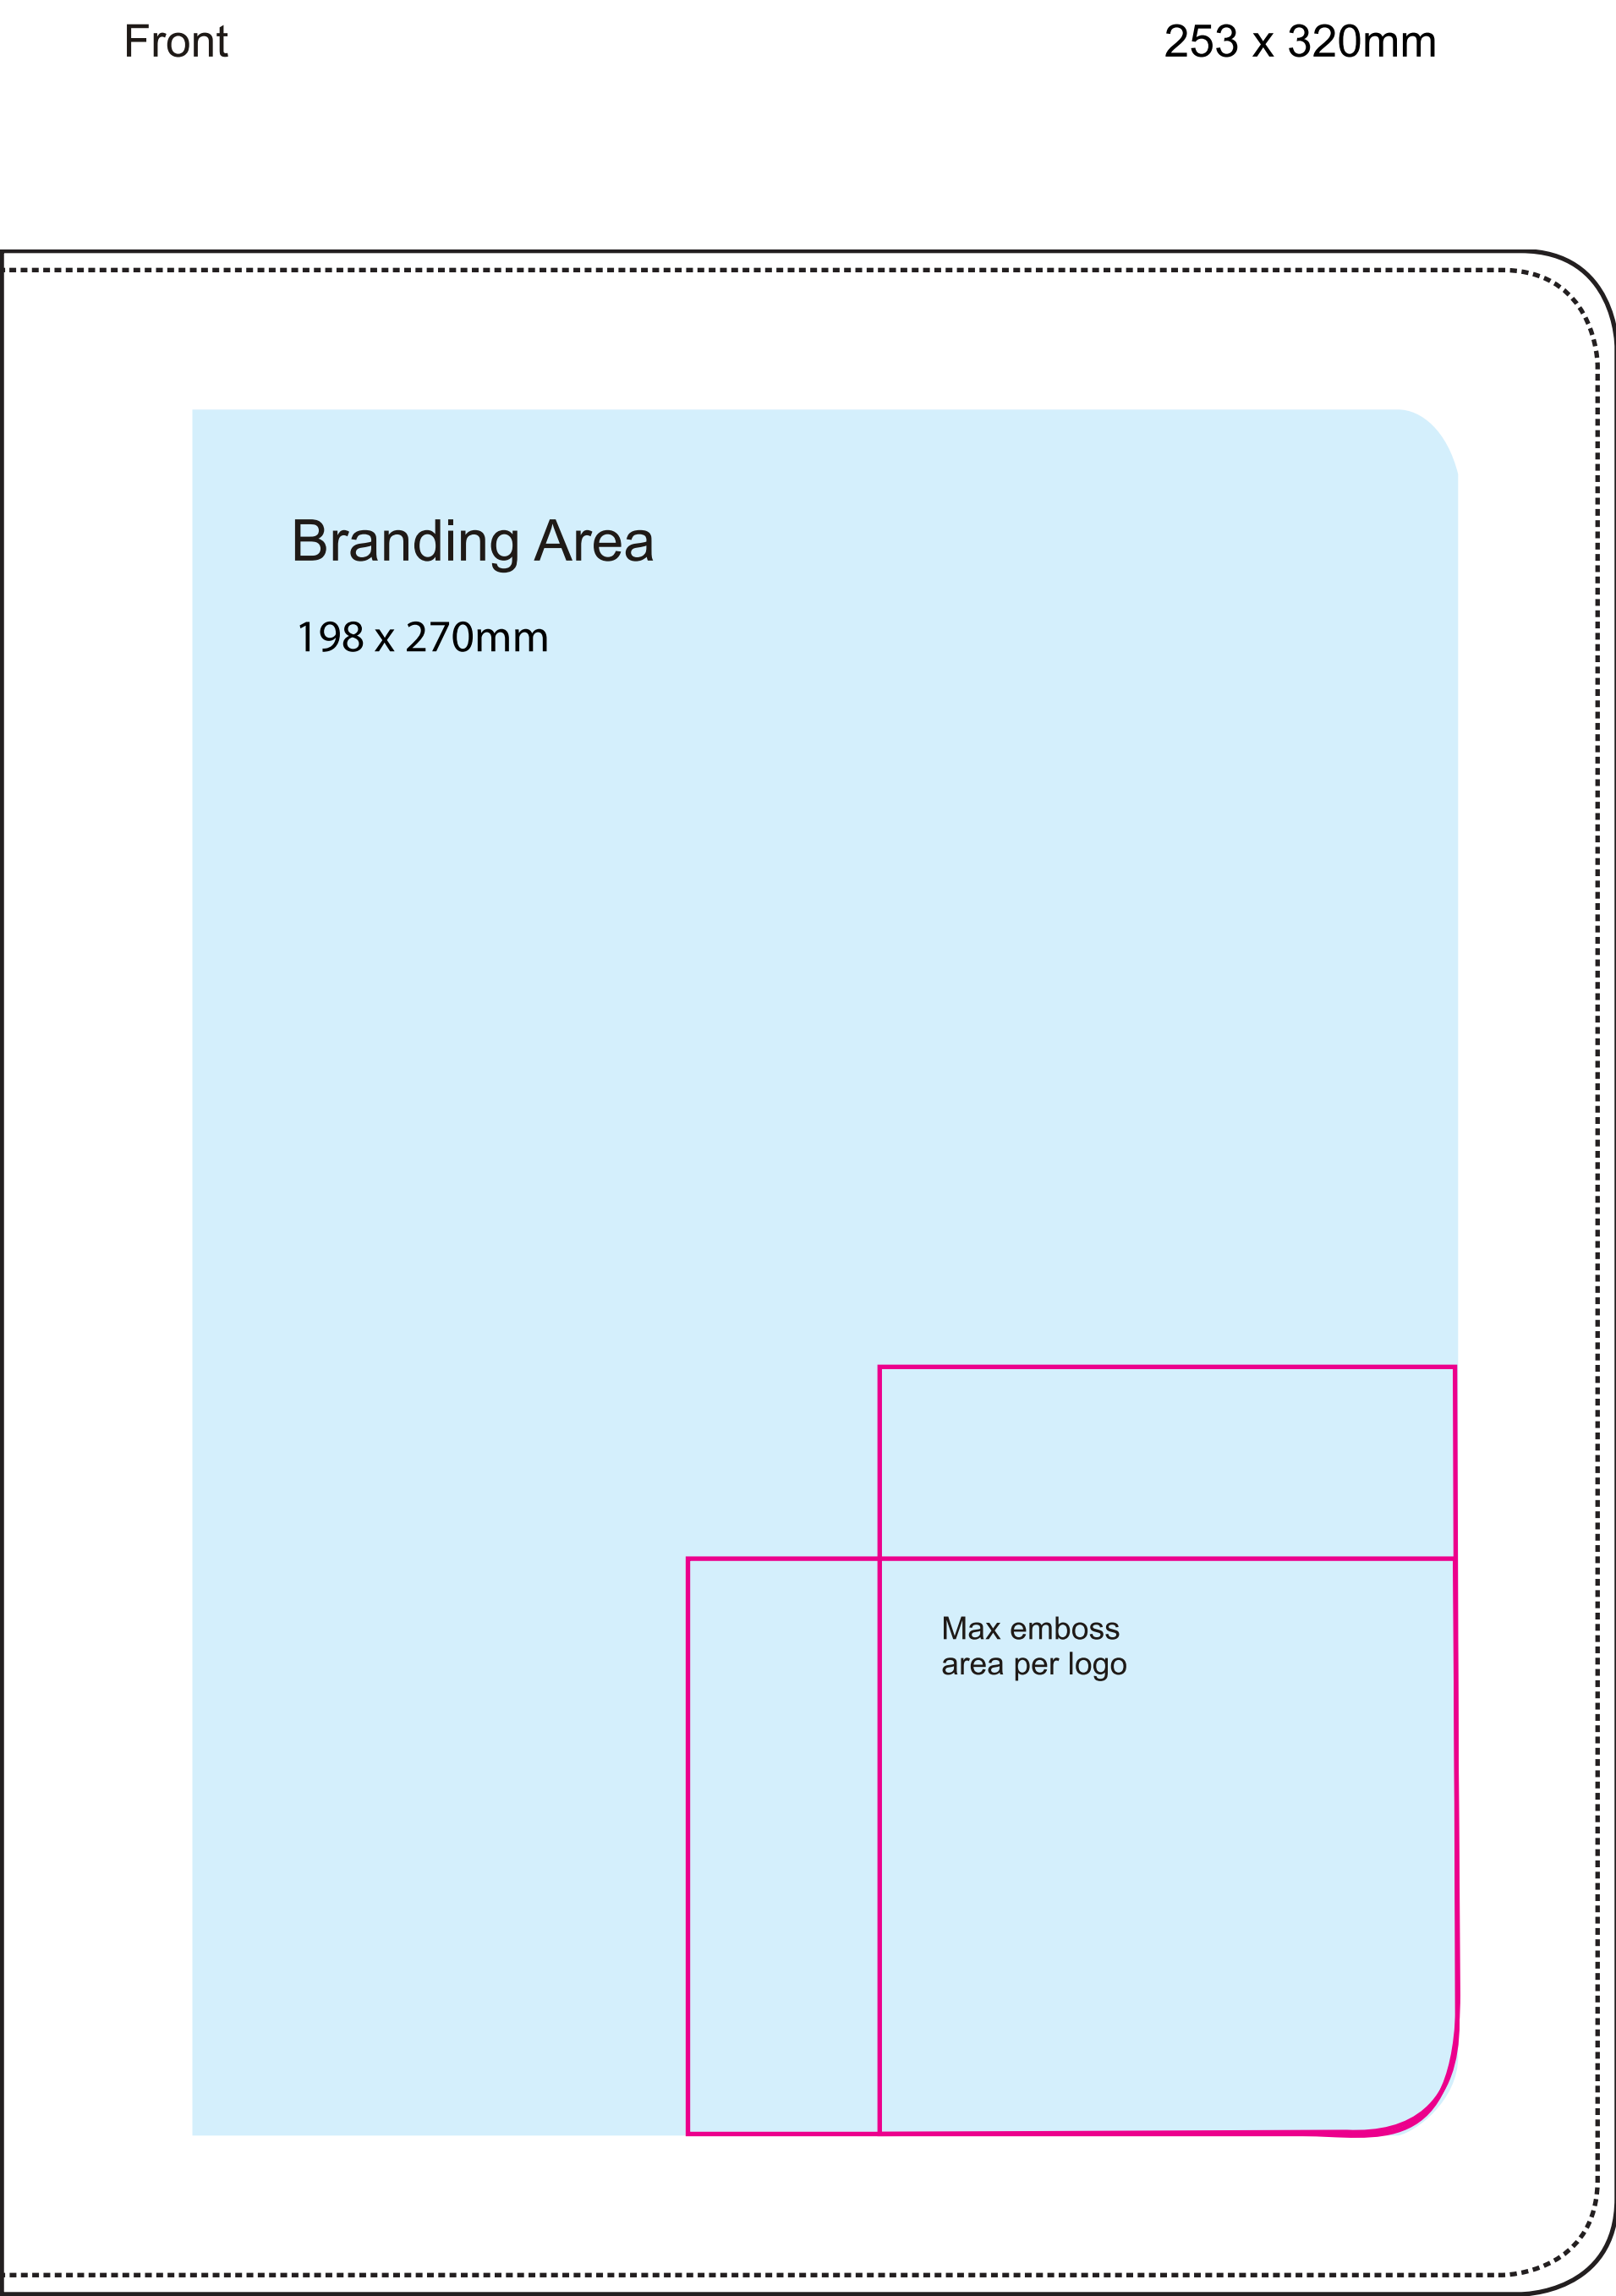 Front
253 x 320mm
Branding Area
198 x 270mm
Max emboss
area per logo